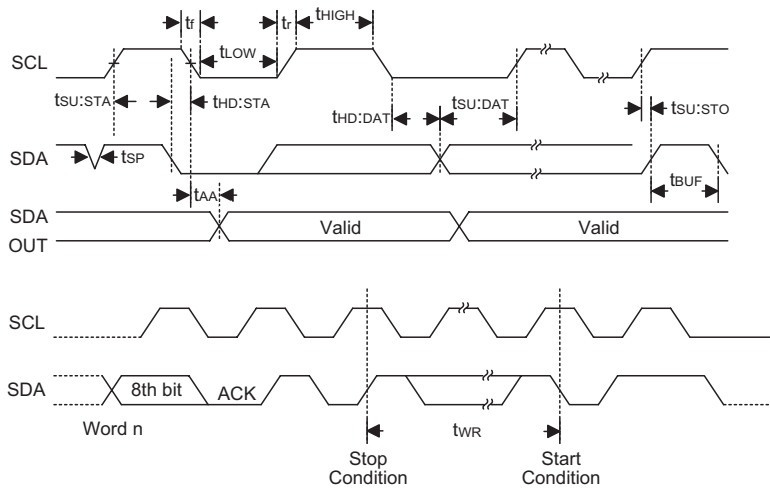 tf tr tHIGH
SCL tLOW
tSU:STA tHD:STA tHD:DAT tSU:DAT tSU:STO
SDA tSP tBUF
tAA
SDA
OUT Valid Valid
SCL
SDA 8th bit ACK
Word n tWR
Stop
Condition
Start
Condition